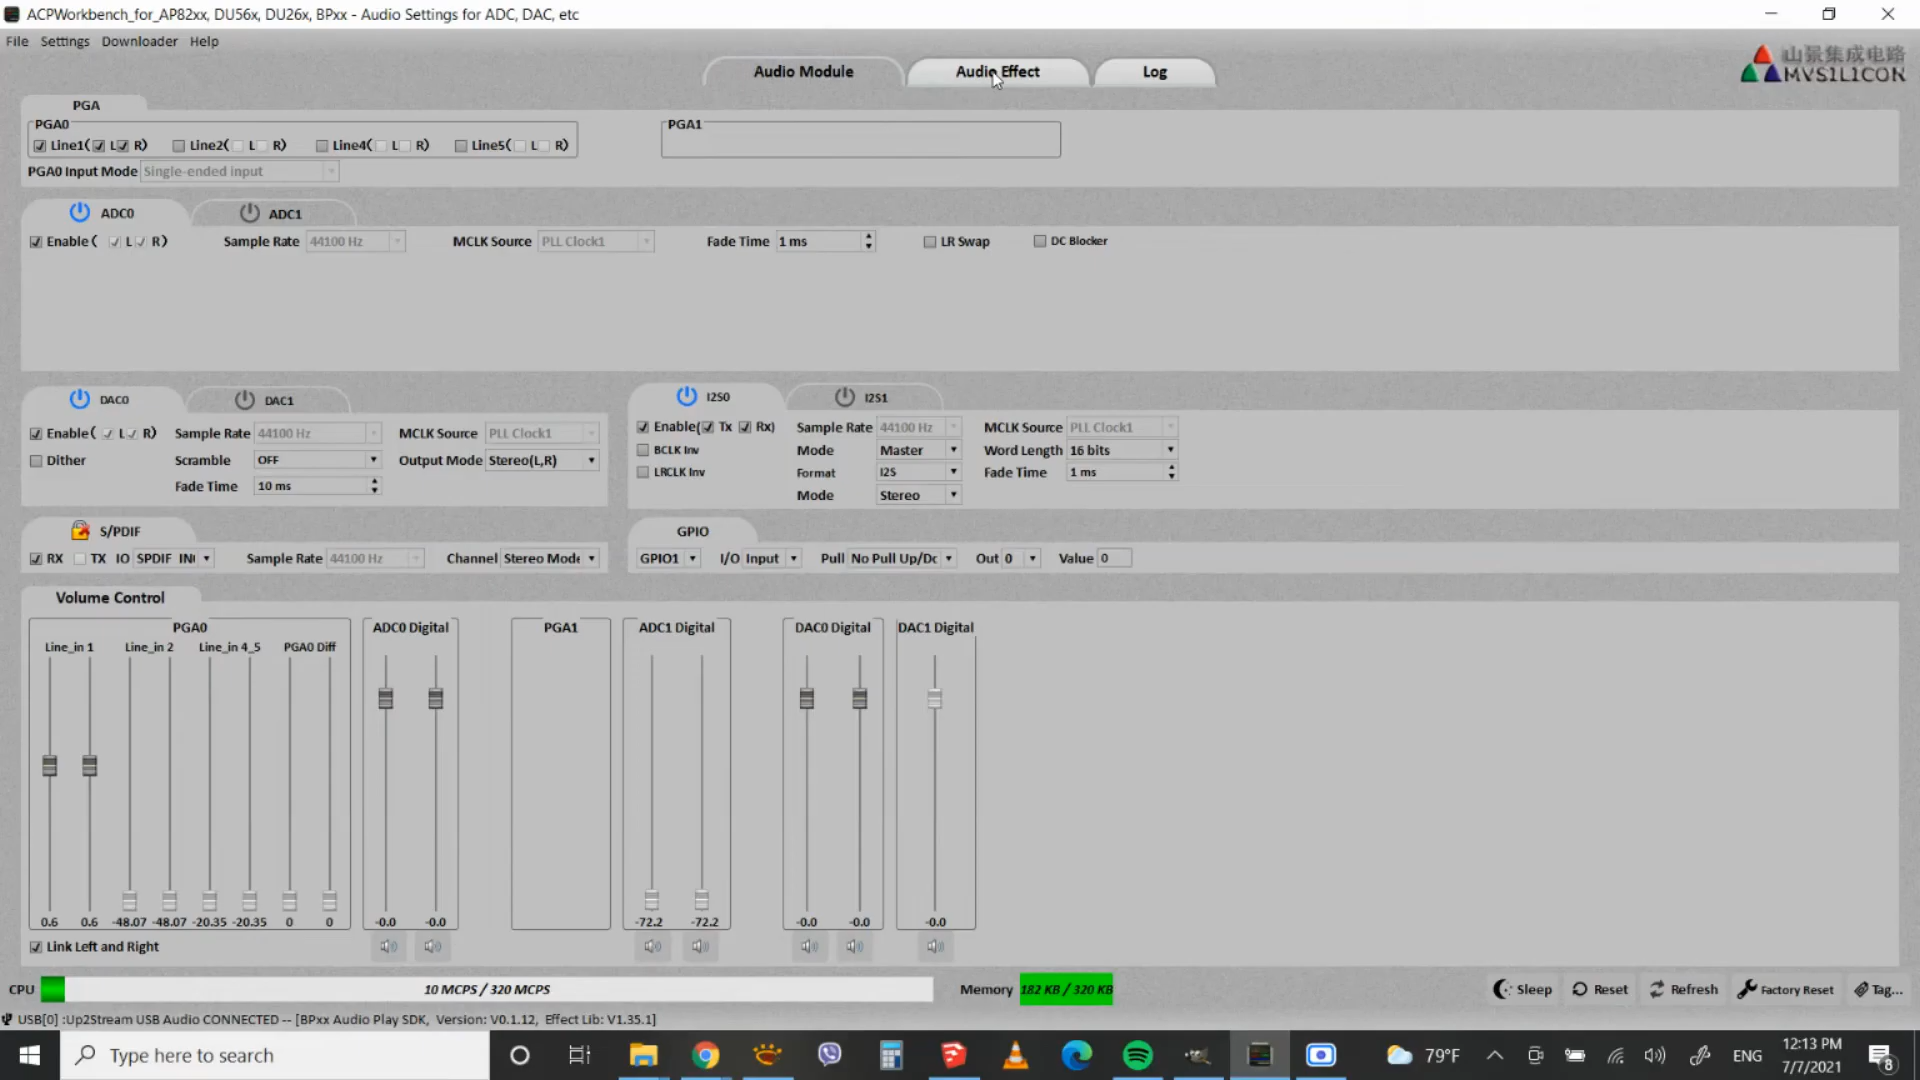 ACPWorkbench_for_AP82xx, DU56x, DU26x, BPxx - Audio Settings for ADC, DAC, etc
File Settings Downloader Help
Audio Module Audio Effect Log
山景集成电路
MVSILICON
PGA
PGA0 PGA1
Line1( L R) Line2( L R) Line4( L R) Line5( L R)
PGA0 Input Mode Single-ended input
ADC0 ADC1
Enable ( L R) Sample Rate 44100 Hz MCLK Source PLL Clock1 Fade Time 1 ms LR Swap DC Blocker
DAC0 DAC1
Enable ( L R) Sample Rate 44100 Hz MCLK Source PLL Clock1
Dither Scramble OFF Output Mode Stereo(L,R)
Fade Time 10 ms
I2S0 I2S1
Enable( Tx Rx) Sample Rate 44100 Hz MCLK Source PLL Clock1
BCLK Inv Mode Master Word Length 16 bits
LRCLK Inv Format I2S Fade Time 1 ms
Mode Stereo
S/PDIF
RX TX IO SPDIF_IN( Sample Rate 44100 Hz Channel Stereo Mode
GPIO
GPIO1 I/O Input Pull No Pull Up/Dc Out 0 Value 0
Volume Control
PGA0 ADC0 Digital PGA1 ADC1 Digital DAC0 Digital DAC1 Digital
Line_in 1 Line_in 2 Line_in 4_5 PGA0 Diff
0.6 0.6 -48.07 -48.07 -20.35 -20.35 0 0 -0.0 -0.0 -72.2 -72.2 -0.0 -0.0 -0.0
Link Left and Right
CPU 10 MCPS / 320 MCPS Memory 182 KB / 320 KB Sleep Reset Refresh Factory Reset Tag...
USB[0] :Up2Stream USB Audio CONNECTED -- [BPxx Audio Play SDK, Version: V0.1.12, Effect Lib: V1.35.1]
Type here to search 79°F ENG 12:13 PM
7/7/2021 8